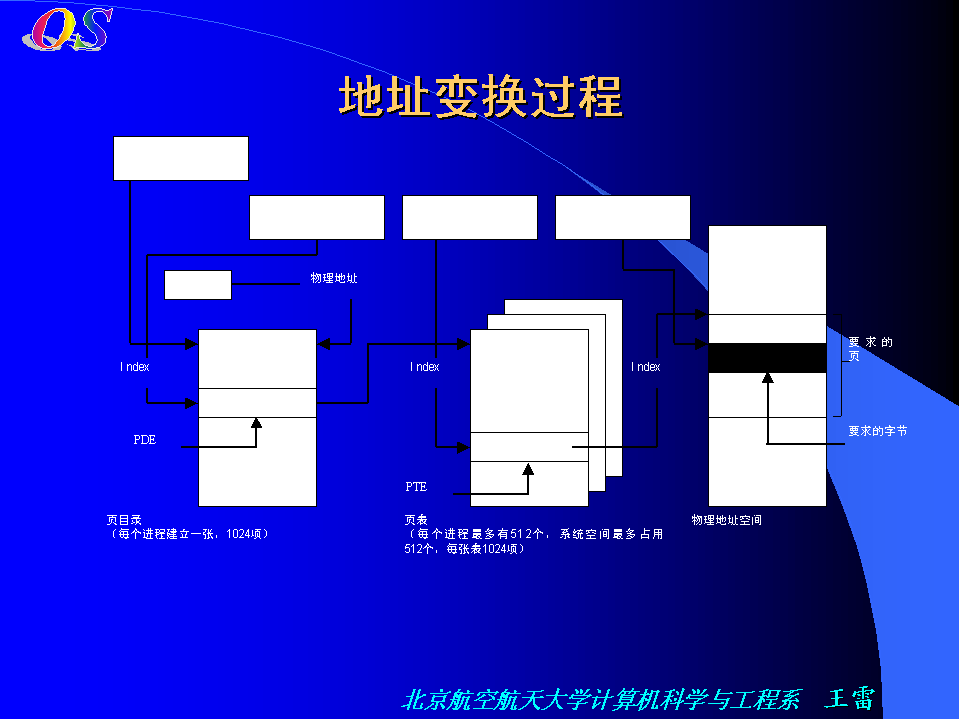 OS
地址变换过程
物理地址
Index
Index
Index
要求的
页
PDE
要求的字节
PTE
页目录
（每个进程建立一张，1024项）
页表
（每个进程最多有512个，系统空间最多占用
512个，每张表1024项）
物理地址空间
北京航空航天大学计算机科学与工程系 王雷